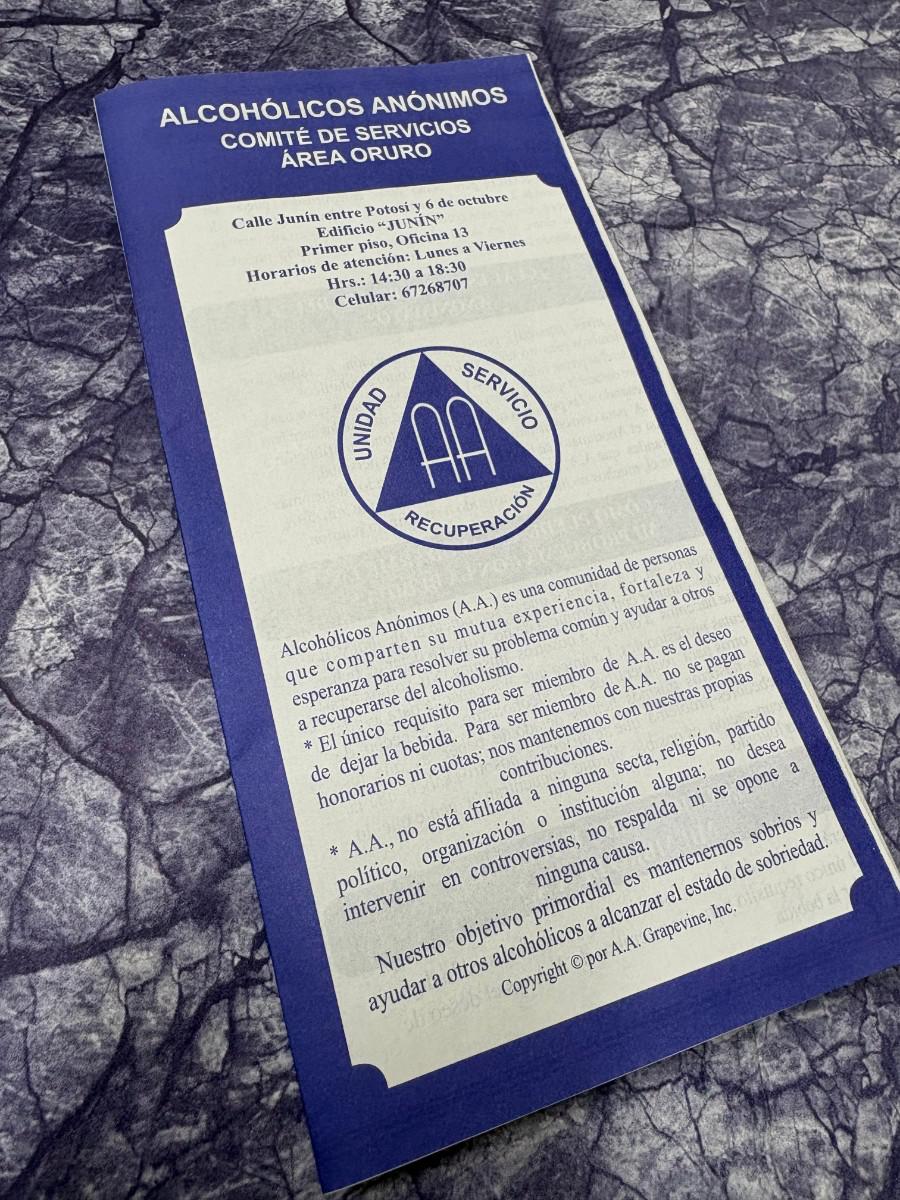 ALCOHÓLICOS ANÓNIMOS
COMITÉ DE SERVICIOS
ÁREA ORURO
Calle Junín entre Potosi y 6 de octubre
Edificio “JUNÍN”
Primer piso, Oficina 13
Horarios de atención: Lunes a Viernes
Hrs.: 14:30 a 18:30
Celular: 67268707
UNIDAD
SERVICIO
AA
RECUPERACIÓN
Alcohólicos Anónimos (A.A.) es una comunidad de personas
que comparten su mutua experiencia, fortaleza y
esperanza para resolver su problema común y ayudar a otros
a recuperarse del alcoholismo.
* El único requisito para ser miembro de A.A. es el deseo
de dejar la bebida. Para ser miembro de A.A. no se pagan
honorarios ni cuotas; nos mantenemos con nuestras propias
contribuciones.
* A.A., no está afiliada a ninguna secta, religión, partido
político, organización o institución alguna; no desea
intervenir en controversias, no respalda ni se opone a
ninguna causa.
Nuestro objetivo primordial es mantenernos sobrios y
ayudar a otros alcohólicos a alcanzar el estado de sobriedad.
Copyright © por A.A. Grapevine, Inc.